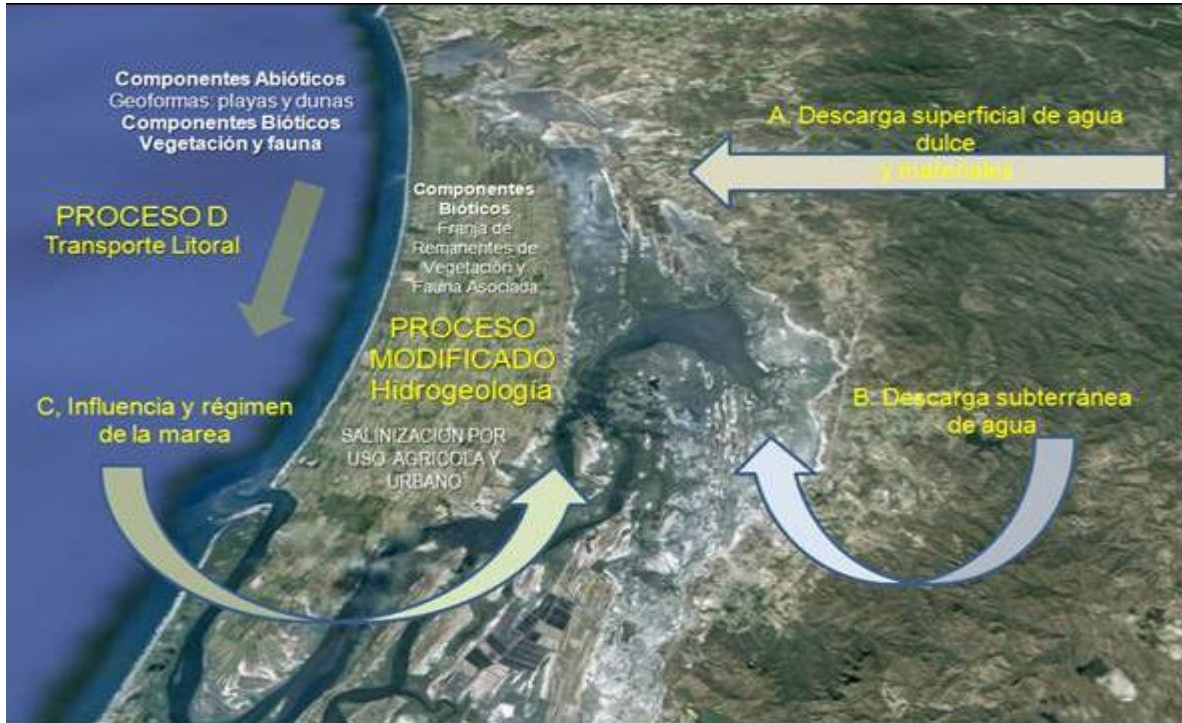 Componentes Abióticos
Geoformas: playas y dunas
Componentes Bióticos
Vegetación y fauna
PROCESO D
Transporte Litoral
C, Influencia y régimen
de la marea
Componentes
Bióticos
Franja de
Remanentes de
Vegetación y
Fauna Asociada
PROCESO
MODIFICADO
Hidrogeología
SALINIZACIÓN POR
USO AGRICOLA Y
URBANO
A. Descarga superficial de agua
dulce
y materiales
B. Descarga subterránea
de agua